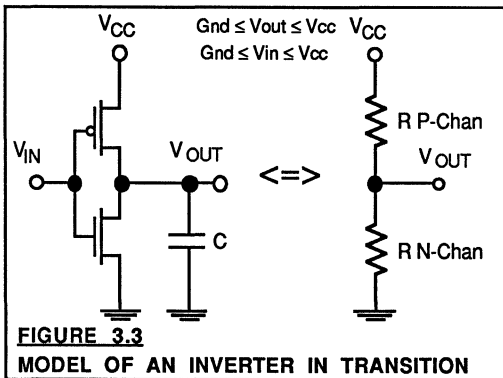 V_CC
Gnd ≤ Vout ≤ Vcc
Gnd ≤ Vin ≤ Vcc
V_CC
R P-Chan
V_IN
V_OUT
<=>
V_OUT
C
R N-Chan
FIGURE 3.3
MODEL OF AN INVERTER IN TRANSITION